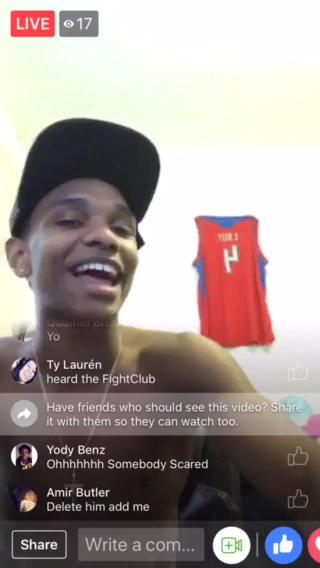 LIVE 17
Yo
Ty Laurén
heard the FightClub
Have friends who should see this video? Share
it with them so they can watch too.
Yody Benz
Ohhhhhhh Somebody Scared
Amir Butler
Delete him add me
Share
Write a com...